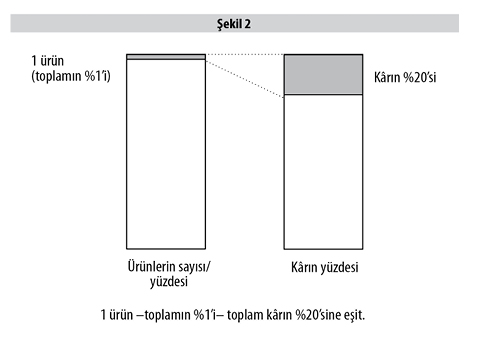 Şekil 2
1 ürün
(toplamın %1'i)
Kârın %20'si
Ürünlerin sayısı/
yüzdesi
Kârın yüzdesi
1 ürün –toplamın %1'i– toplam kârın %20'sine eşit.